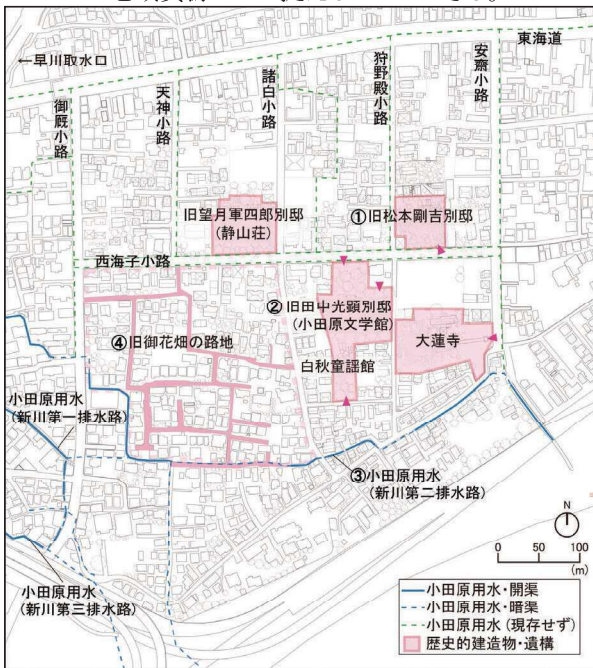 東海道
←早川取水口
御厩小路
天神小路
諸白小路
狩野殿小路
安齋小路
旧望月軍四郎別邸
(静山荘)
①旧松本剛吉別邸
西海子小路
②旧田中光顕別邸
(小田原文学館)
④旧御花畑の路地
白秋童謡館
大蓮寺
小田原用水
(新川第一排水路)
③小田原用水
(新川第二排水路)
小田原用水
(新川第三排水路)
N
0 50 100
(m)
小田原用水・開渠
小田原用水・暗渠
小田原用水(現存せず)
歴史的建造物・遺構